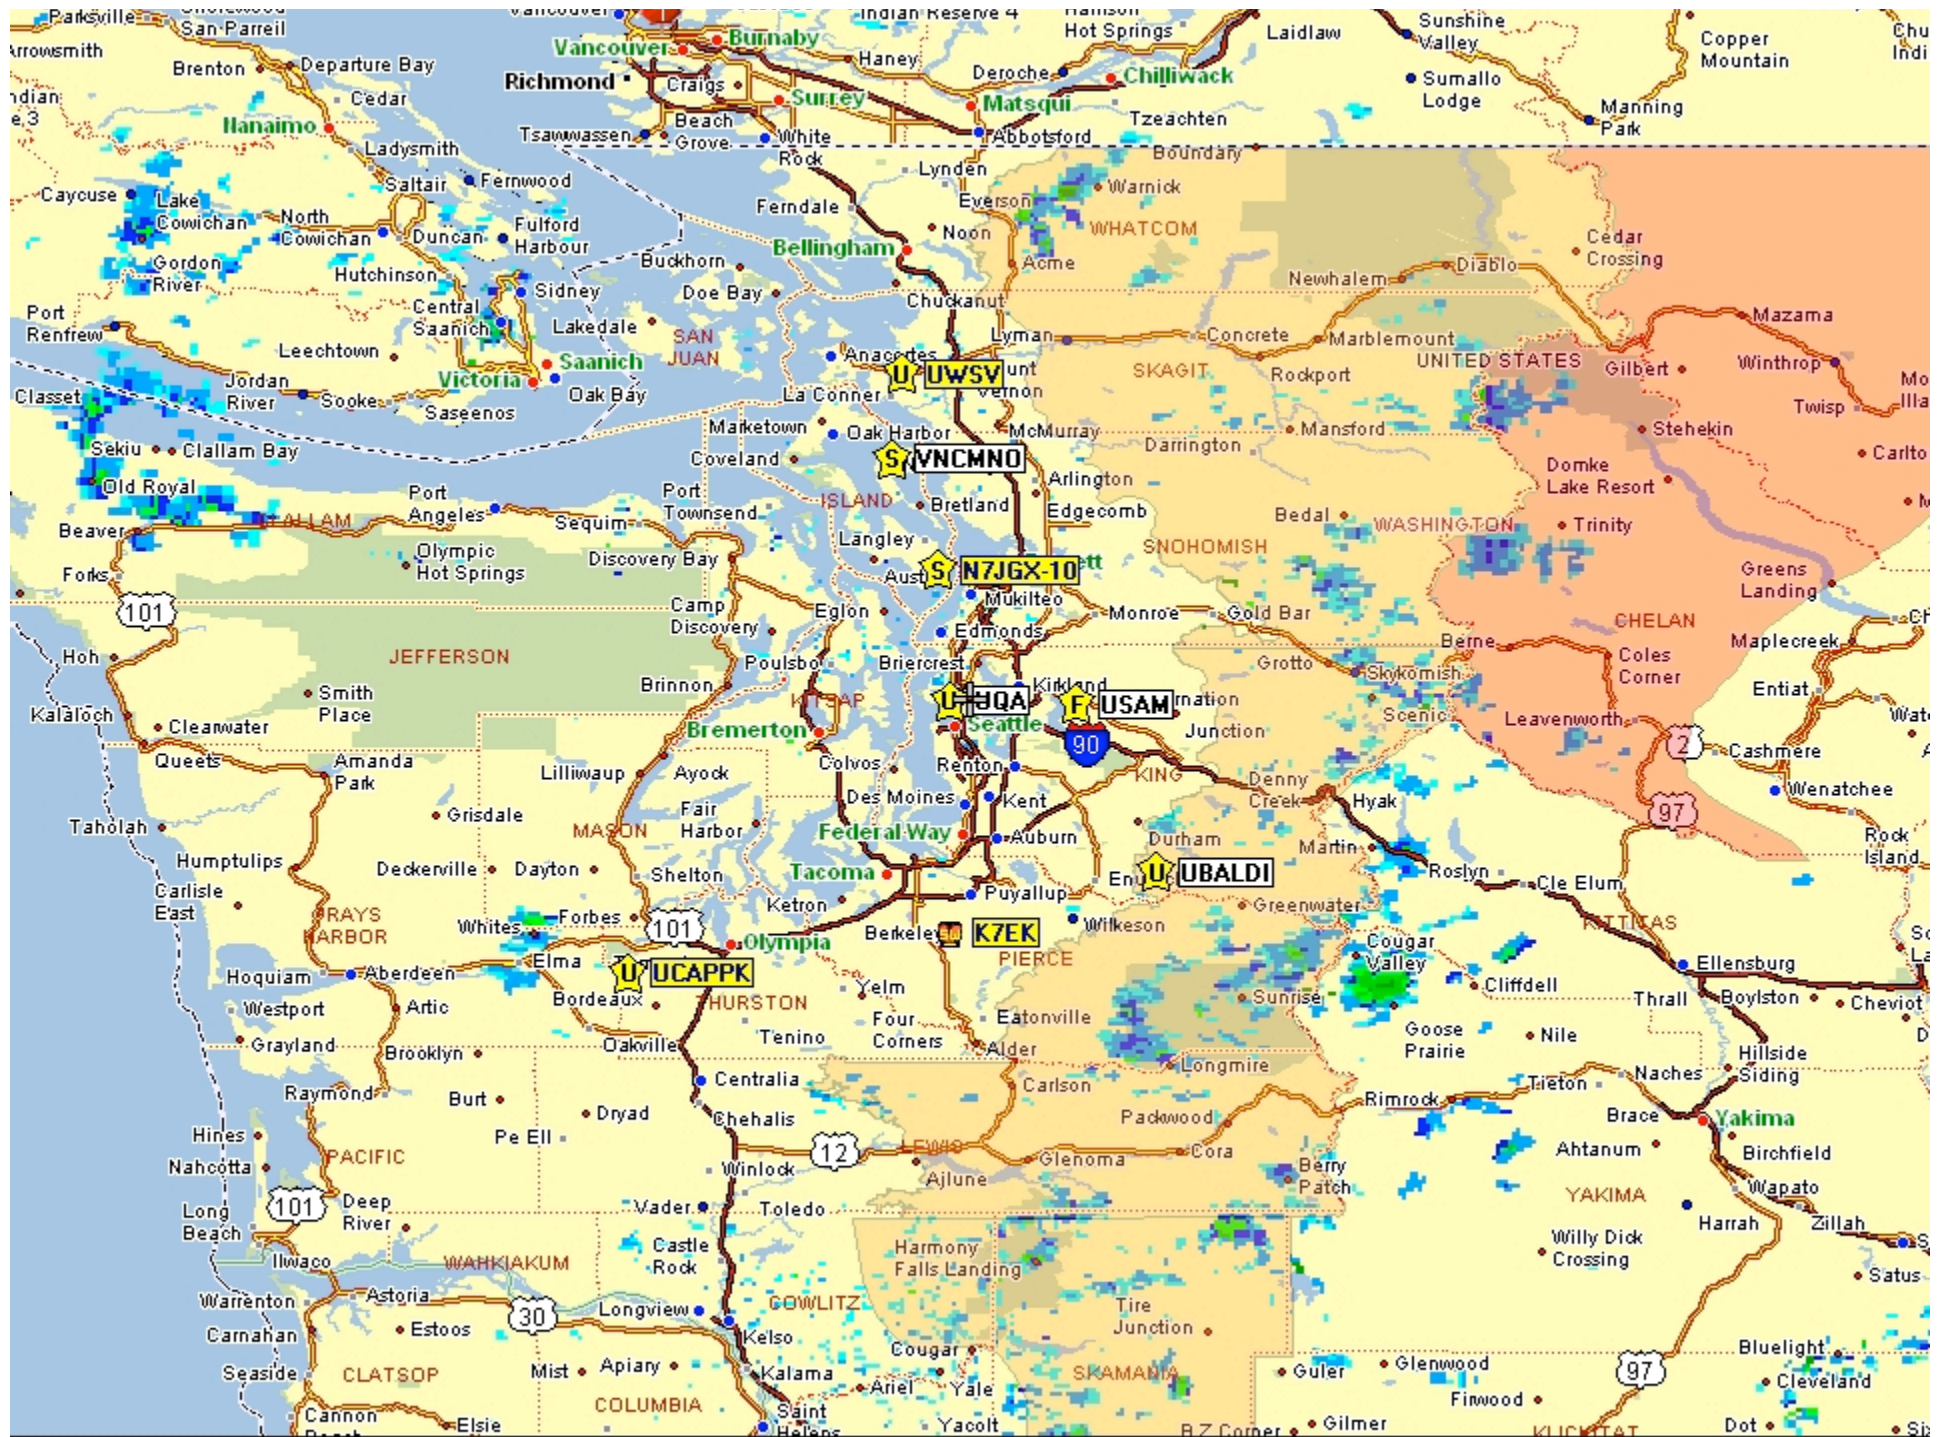 Parksville
San Parreil
Vancouver
Indian Reserve 4
Harrison
Hot Springs
Laidlaw
Sunshine
Valley
Copper
Mountain
Arrowsmith
Brenton
Departure Bay
Vancouver
Burnaby
Haney
Deroche
Chilliwack
Sumallo
Lodge
Richmond
Craigs
Surrey
Matsqui
Manning
Park
Cedar
Nanaimo
Ladysmith
Tsawwassen
Beach
Grove
White
Rock
Abbotsford
Tzeachten
Boundary
Caycuse
Lake
Cowichan
Saltair
Fernwood
Lynden
Warnick
North
Cowichan
Duncan
Fulford
Harbour
Ferndale
Everson
Noon
WHATCOM
Cedar
Crossing
Gordon
River
Hutchinson
Buckhorn
Bellingham
Acme
Newhalem
Diablo
Port
Renfrew
Central
Saanich
Sidney
Doe Bay
Chuckanut
Lakedale
SAN
JUAN
Lyman
Concrete
Marblemount
Mazama
Leechtown
Saanich
Victoria
Oak Bay
Anacortes
UWSV
Vernon
SKAGIT
Rockport
UNITED STATES
Gilbert
Winthrop
Classet
Jordan
River
Sooke
Saseenos
La Conner
Twisp
Marketown
Oak Harbor
McMurray
Darrington
Mansford
Stehekin
Sekiu
Clallam Bay
Coveland
VNCMNO
Arlington
Domke
Lake Resort
Old Royal
Port
Angeles
Port
Townsend
ISLAND
Bretland
Edgecomb
Beaver
Sequim
Bedal
WASHINGTON
Trinity
Forks
Olympic
Hot Springs
Discovery Bay
Langley
SNOHOMISH
Greens
Landing
N7JGX-10
101
Camp
Discovery
Eglon
Mukilteo
Monroe
Gold Bar
CHELAN
Hoh
JEFFERSON
Poulsbo
Edmonds
Briercrest
Grotto
Berne
Coles
Corner
Maplecreek
Smith
Place
Brinnon
Kirkland
USAM
Skykomish
Entiat
Kalaloch
Clearwater
Bremerton
Seattle
90
Junction
Scenic
Leavenworth
2
Cashmere
Queets
Amanda
Park
Lilliwaup
Ayock
Colvos
Renton
KING
Denny
Creek
Hyak
Wenatchee
Grisdale
Fair
Harbor
Des Moines
Kent
97
Taholah
MASON
Federal Way
Auburn
Durham
Martin
Rock
Island
Humptulips
Deckerville
Dayton
Shelton
Tacoma
UBALDI
Roslyn
Cle Elum
Carlisle
East
Ketron
Puyallup
Greenwater
Whites
Forbes
101
Olympia
Berkeley
K7EK
Wilkeson
Cougar
Valley
Hoquiam
Aberdeen
Elma
UCAPPK
PIERCE
Ellensburg
Westport
Artic
Bordeaux
THURSTON
Yelm
Sunrise
Cliffdell
Thrall
Boylston
Cheviot
Grayland
Brooklyn
Oakville
Tenino
Four
Corners
Eatonville
Alder
Goose
Prairie
Nile
Raymond
Burt
Dryad
Centralia
Carlson
Longmire
Tieton
Naches
Hillside
Siding
Hines
Pe Ell
Chehalis
Packwood
Rimrock
Brace
Yakima
Nahcotta
PACIFIC
12
LEWIS
Glenoma
Cora
Ahtanum
Birchfield
Long
Beach
101
Deep
River
Winlock
Ajlune
Berry
Patch
YAKIMA
Wapato
Vader
Toledo
Harrah
Zillah
Ilwaco
WAHKIAKUM
Castle
Rock
Harmony
Falls Landing
Willy Dick
Crossing
Satus
Warrenton
Astoria
30
Longview
COWLITZ
Tire
Junction
Carnahan
Estoos
Kelso
Cougar
Bluelight
Seaside
CLATSOP
Mist
Apiary
Kalama
Ariel
Yale
SKAMANIA
Guler
Glenwood
97
Cleveland
Cannon
Elsie
COLUMBIA
Saint
Helens
Yacolt
Gilmer
Firwood
KLICKITAT
Dot